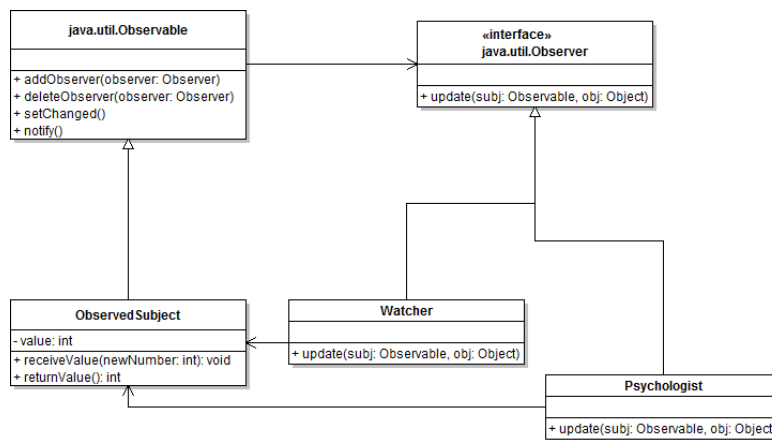 java.util.Observable
+ addObserver(observer: Observer)
+ deleteObserver(observer: Observer)
+ setChanged()
+ notify()
«interface»
java.util.Observer
+ update(subj: Observable, obj: Object)
ObservedSubject
- value: int
+ receiveValue(newNumber: int): void
+ returnValue(): int
Watcher
+ update(subj: Observable, obj: Object)
Psychologist
+ update(subj: Observable, obj: Object